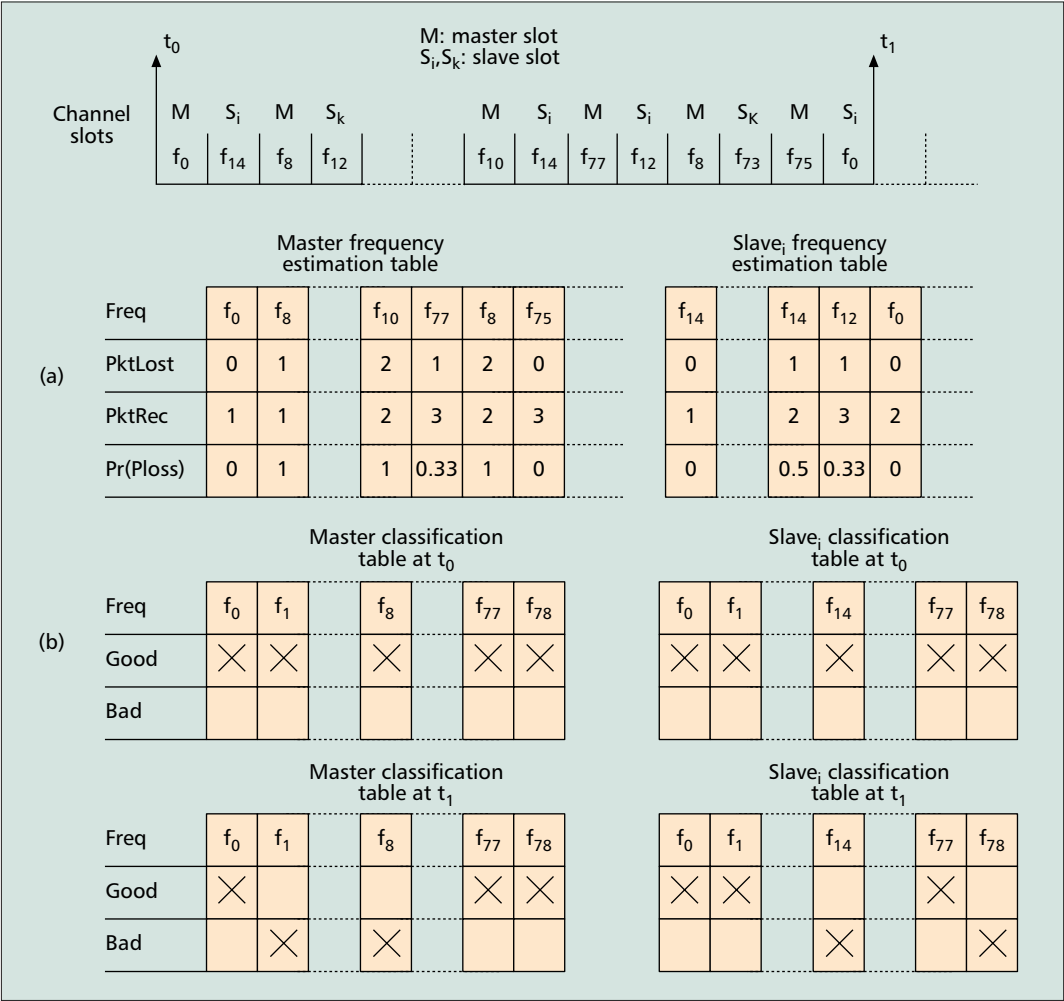 t0
M: master slot
Si,Sk: slave slot
t1
Channel slots
M Si M Sk M Si M Si M SK M Si
f0 f14 f8 f12 f10 f14 f77 f12 f8 f73 f75 f0
(a)
Master frequency
estimation table
Slavei frequency
estimation table
Freq f0 f8 f10 f77 f8 f75 f14 f14 f12 f0
PktLost 0 1 2 1 2 0 0 1 1 0
PktRec 1 1 2 3 2 3 1 2 3 2
Pr(Ploss) 0 1 1 0.33 1 0 0 0.5 0.33 0
(b)
Master classification
table at t0
Slavei classification
table at t0
Freq f0 f1 f8 f77 f78 f0 f1 f14 f77 f78
Good
Bad
Master classification
table at t1
Slavei classification
table at t1
Freq f0 f1 f8 f77 f78 f0 f1 f14 f77 f78
Good
Bad